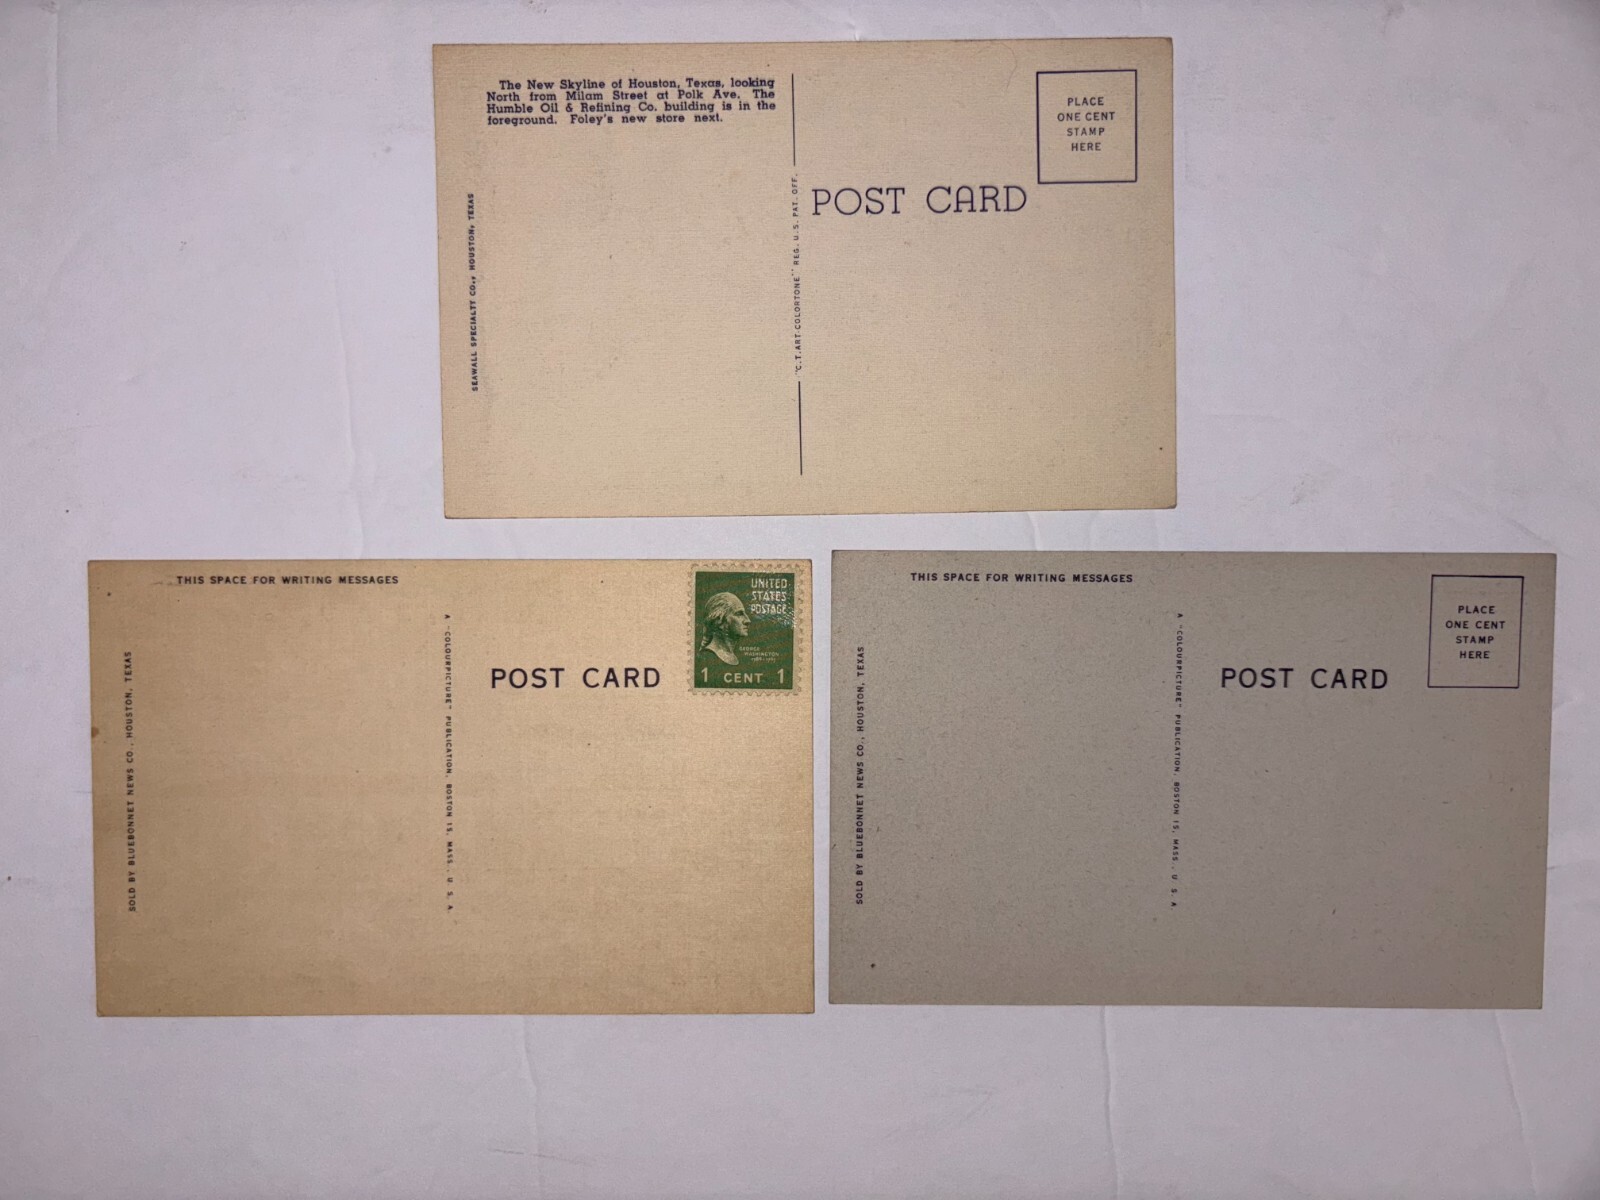 The New Skyline of Houston, Texas, looking
North from Milam Street at Polk Ave. The
Humble Oil & Refining Co. building is in the
foreground. Foley's new store next.
SEAWALL SPECIALTY CO., HOUSTON, TEXAS
"C.T. ART-COLORTONE" REG. U.S. PAT. OFF.
POST CARD
PLACE
ONE CENT
STAMP
HERE
THIS SPACE FOR WRITING MESSAGES
SOLD BY BLUEBONNET NEWS CO., HOUSTON, TEXAS
A "COLOURPICTURE" PUBLICATION, BOSTON 15, MASS., U. S. A
POST CARD
UNITED
STATES
POSTAGE
GEORGE
WASHINGTON
1 CENT 1
THIS SPACE FOR WRITING MESSAGES
SOLD BY BLUEBONNET NEWS CO., HOUSTON, TEXAS
A "COLOURPICTURE" PUBLICATION, BOSTON 15, MASS., U. S. A
POST CARD
PLACE
ONE CENT
STAMP
HERE